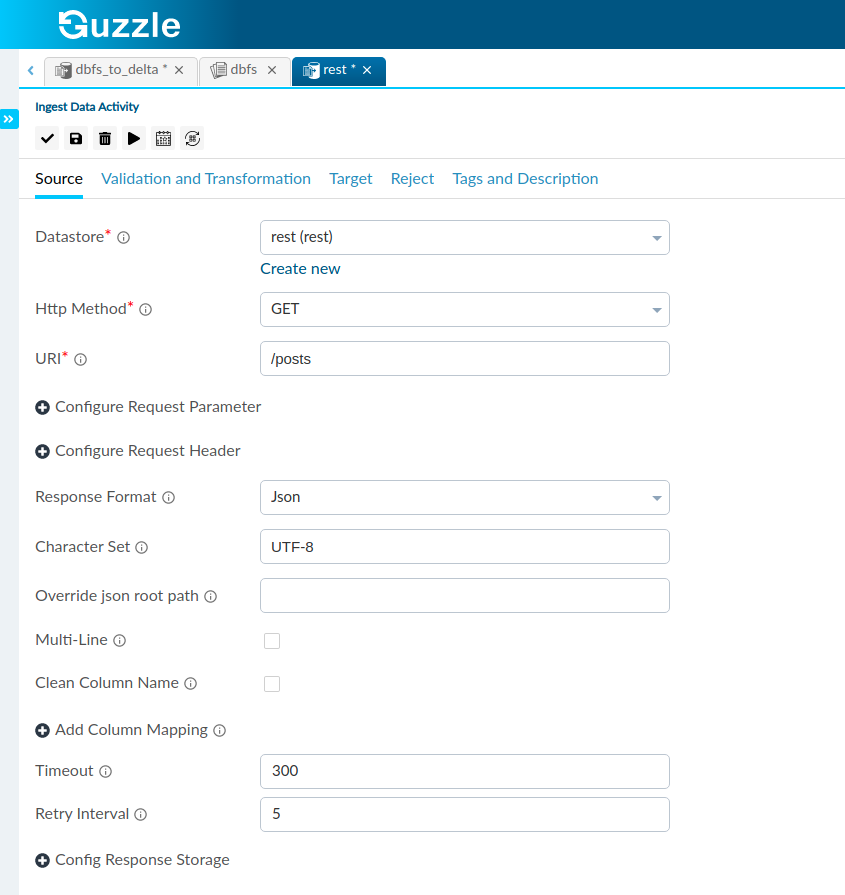 Guzzle
dbfs_to_delta * × dbfs × rest * ×
Ingest Data Activity
Source Validation and Transformation Target Reject Tags and Description
Datastore* rest (rest)
Create new
Http Method* GET
URI* /posts
Configure Request Parameter
Configure Request Header
Response Format Json
Character Set UTF-8
Override json root path
Multi-Line
Clean Column Name
Add Column Mapping
Timeout 300
Retry Interval 5
Config Response Storage